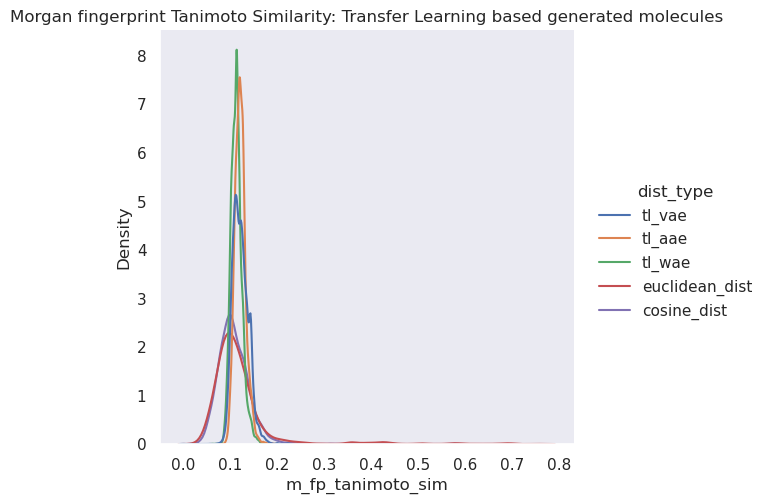 Morgan fingerprint Tanimoto Similarity: Transfer Learning based generated molecules
8
7
6
5
4
3
2
1
0
Density
0.0 0.1 0.2 0.3 0.4 0.5 0.6 0.7 0.8
m_fp_tanimoto_sim
dist_type
tl_vae
tl_aae
tl_wae
euclidean_dist
cosine_dist